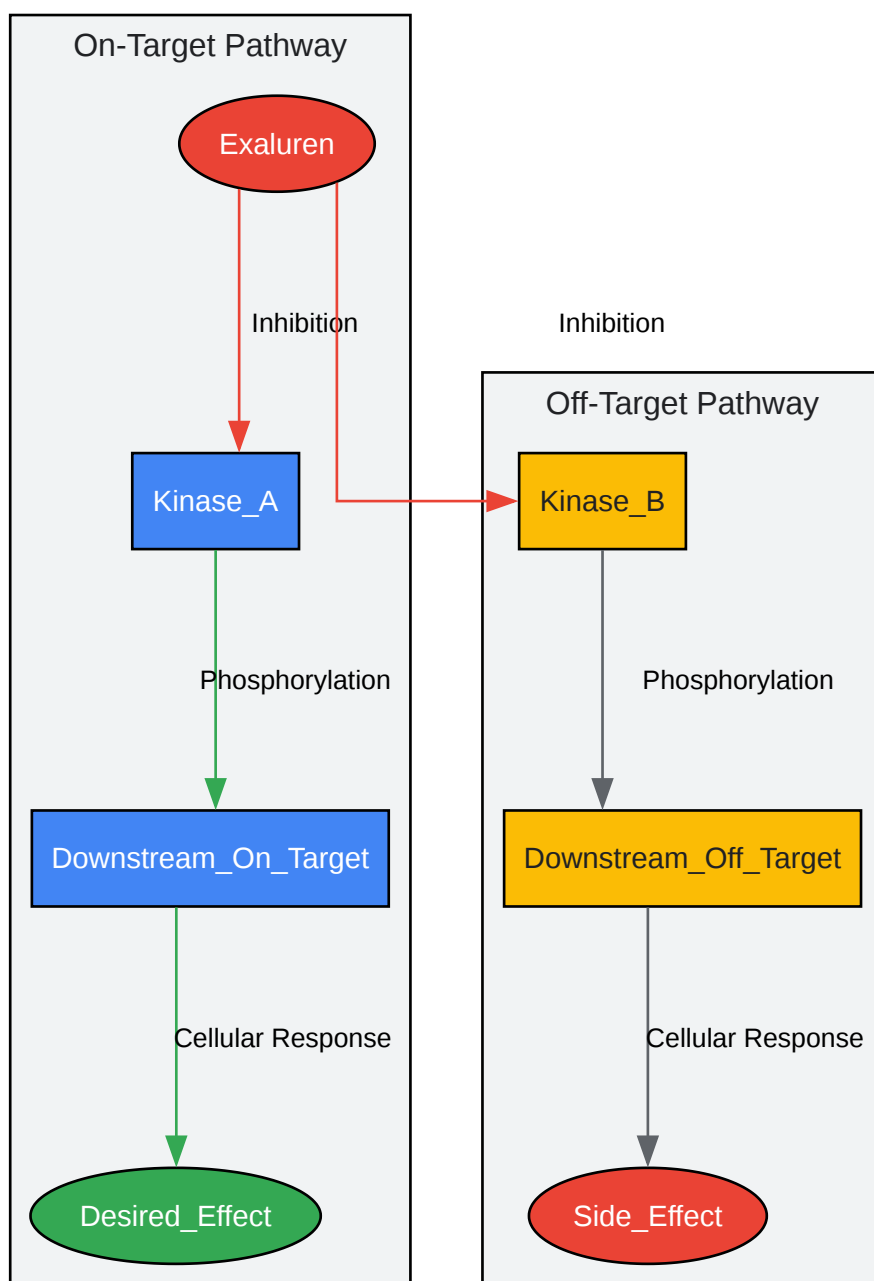 On-Target Pathway
Exaluren
Inhibition
Inhibition
Off-Target Pathway
Kinase_A
Kinase_B
Phosphorylation
Phosphorylation
Downstream_On_Target
Downstream_Off_Target
Cellular Response
Cellular Response
Desired_Effect
Side_Effect